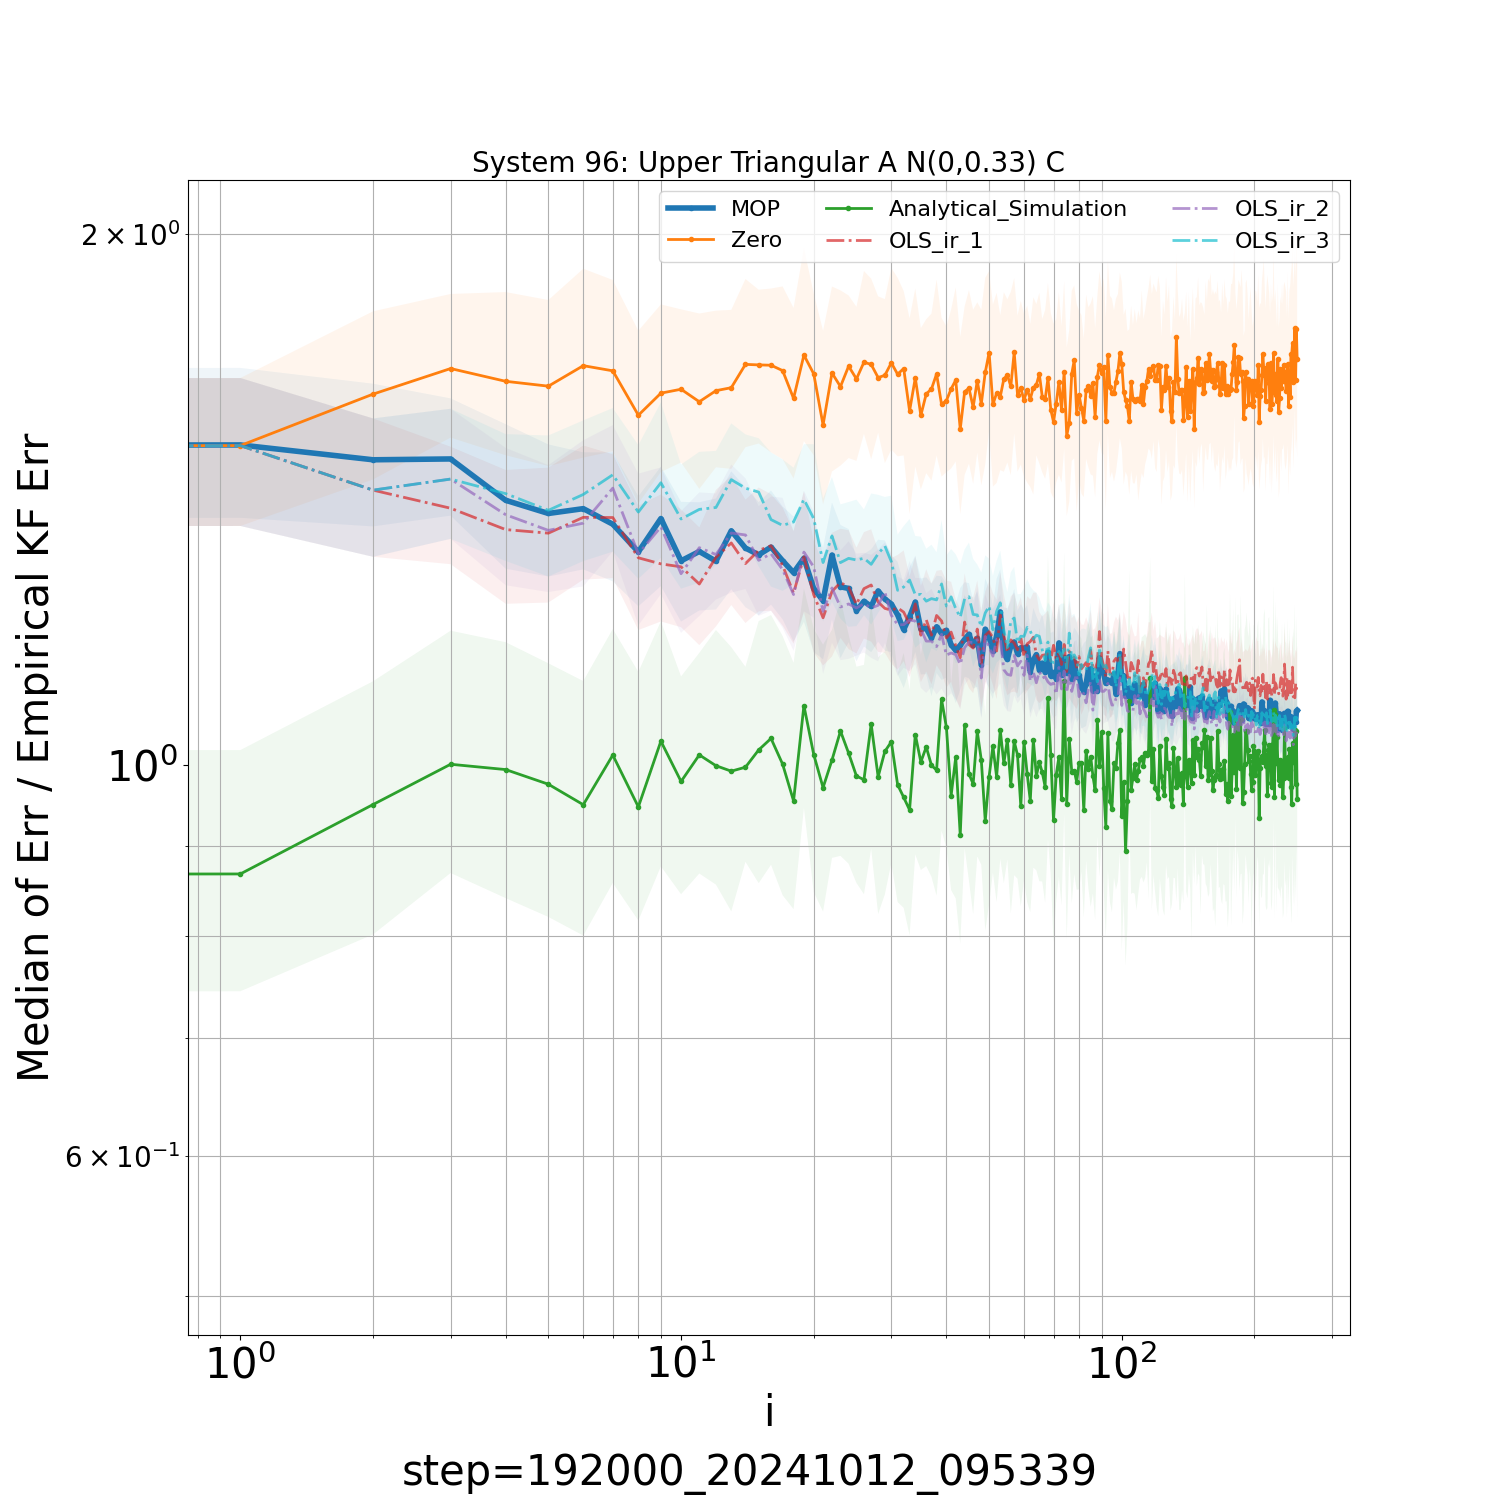 System 96: Upper Triangular A N(0,0.33) C
MOP
Zero
Analytical_Simulation
OLS_ir_1
OLS_ir_2
OLS_ir_3
Median of Err / Empirical KF Err
2 × 10⁰
10⁰
6 × 10⁻¹
10⁰
10¹
10²
i
step=192000_20241012_095339